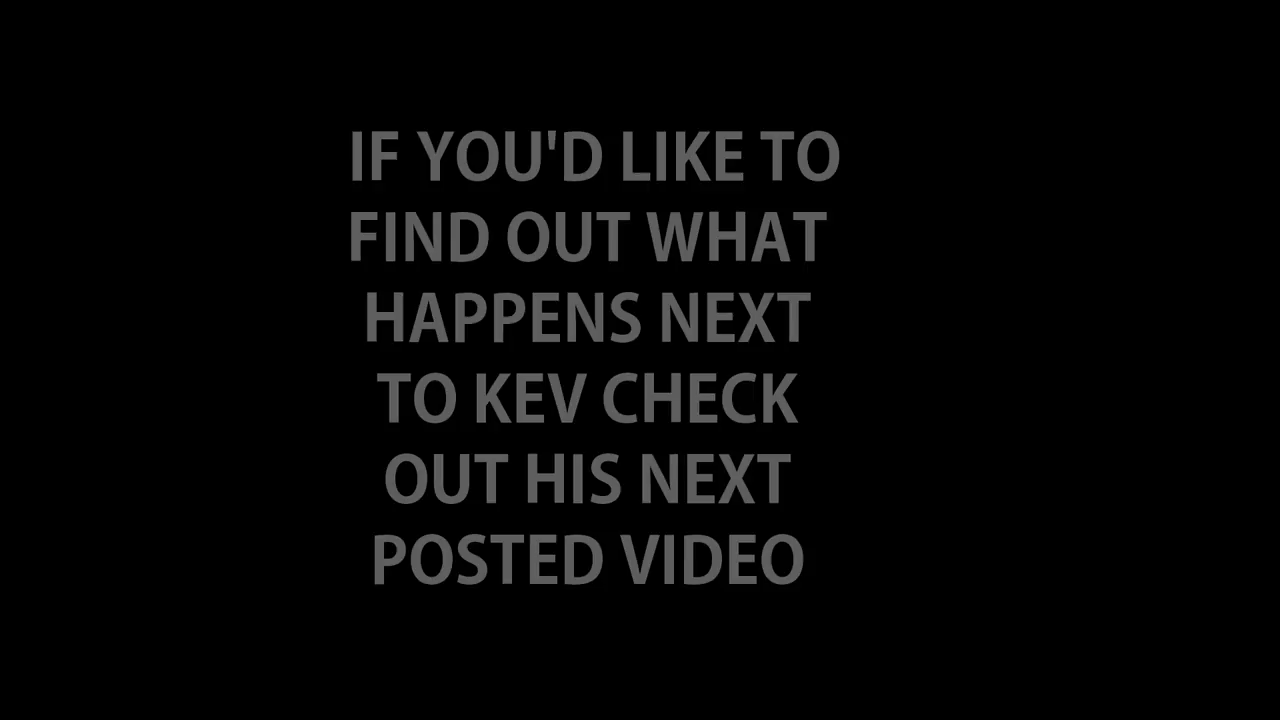 IF YOU'D LIKE TO
FIND OUT WHAT
HAPPENS NEXT
TO KEV CHECK
OUT HIS NEXT
POSTED VIDEO